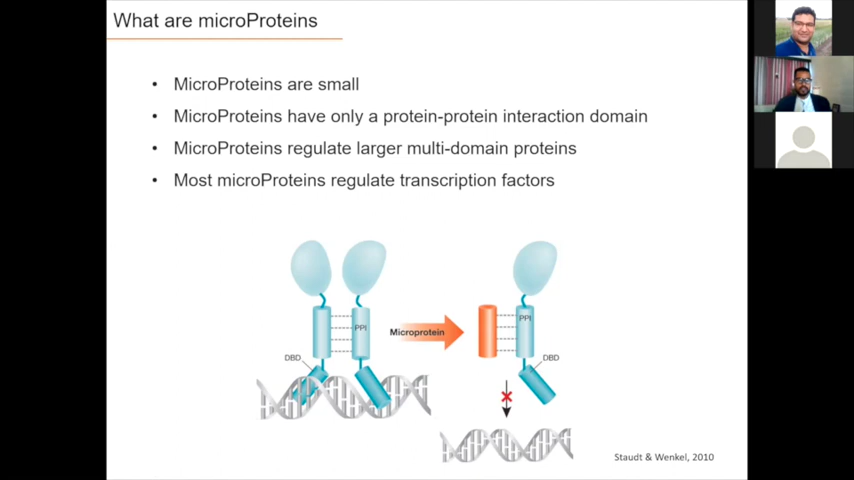 What are microProteins
• MicroProteins are small
• MicroProteins have only a protein-protein interaction domain
• MicroProteins regulate larger multi-domain proteins
• Most microProteins regulate transcription factors
PPI
Microprotein
PPI
DBD
DBD
Staudt & Wenkel, 2010